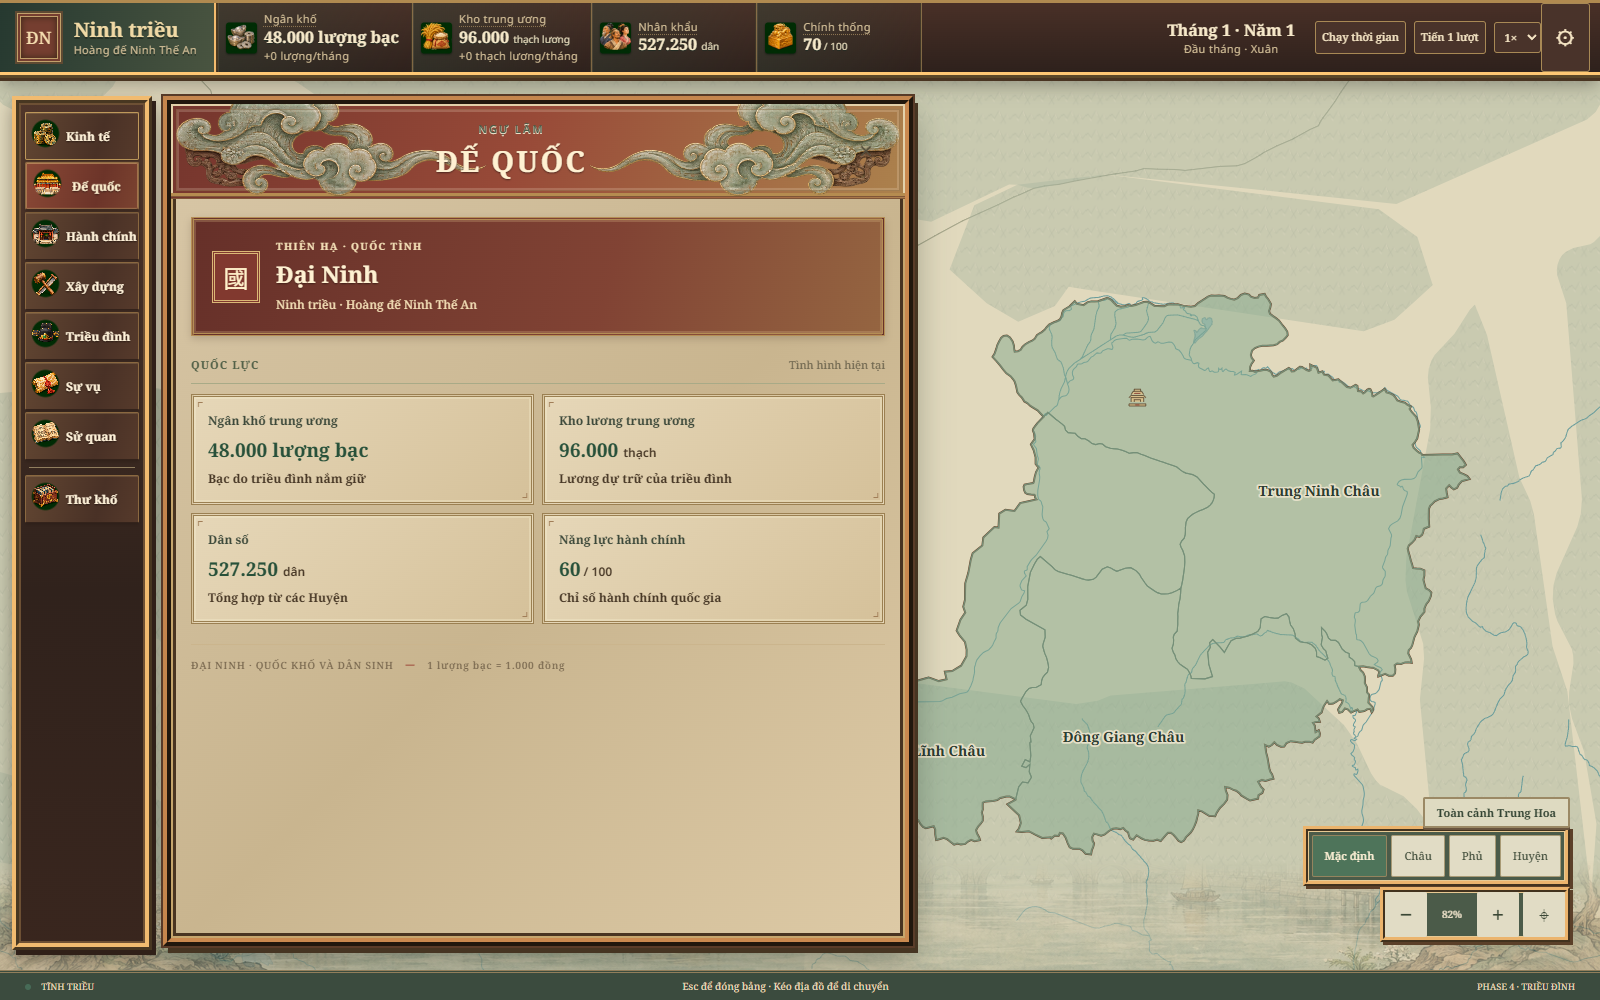 ĐN
Ninh triều
Hoàng đế Ninh Thế An
Ngân khố
48.000 lượng bạc
+0 lượng/tháng
Kho trung ương
96.000 thạch lương
+0 thạch lương/tháng
Nhân khẩu
527.250 dân
Chính thống
70 / 100
Tháng 1 · Năm 1
Đầu tháng · Xuân
Chạy thời gian
Tiến 1 lượt
1×
Kinh tế
Đế quốc
Hành chính
Xây dựng
Triều đình
Sự vụ
Sử quan
Thư khố
NGỰ LÃM
ĐẾ QUỐC
國
THIÊN HẠ · QUỐC TÌNH
Đại Ninh
Ninh triều · Hoàng đế Ninh Thế An
QUỐC LỰC
Tình hình hiện tại
Ngân khố trung ương
48.000 lượng bạc
Bạc do triều đình nắm giữ
Kho lương trung ương
96.000 thạch
Lương dự trữ của triều đình
Dân số
527.250 dân
Tổng hợp từ các Huyện
Năng lực hành chính
60 / 100
Chỉ số hành chính quốc gia
ĐẠI NINH · QUỐC KHỐ VÀ DÂN SINH — 1 lượng bạc = 1.000 đồng
Trung Ninh Châu
Đông Giang Châu
Lĩnh Châu
Toàn cảnh Trung Hoa
Mặc định
Châu
Phủ
Huyện
−
82%
+
TĨNH TRIỀU
Esc để đóng bảng · Kéo địa đồ để di chuyển
PHASE 4 · TRIỀU ĐÌNH